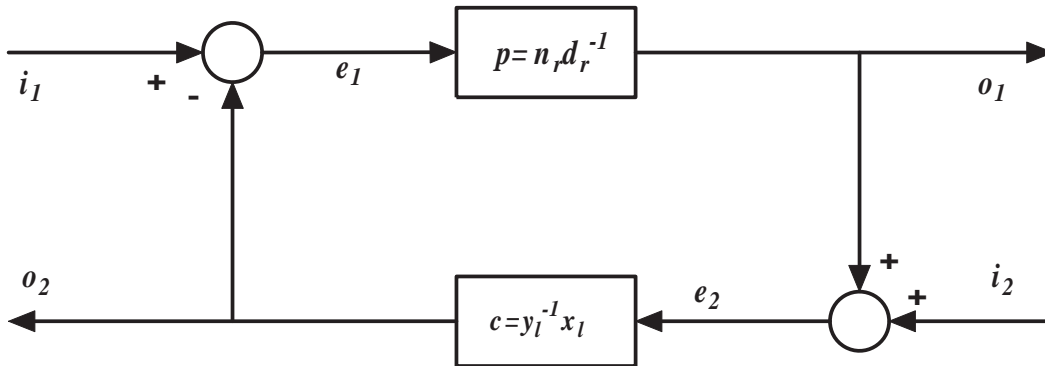 i₁
+
-
e₁
p=nᵣdᵣ⁻¹
o₁
o₂
c=yₗ⁻¹xₗ
e₂
+
+
i₂